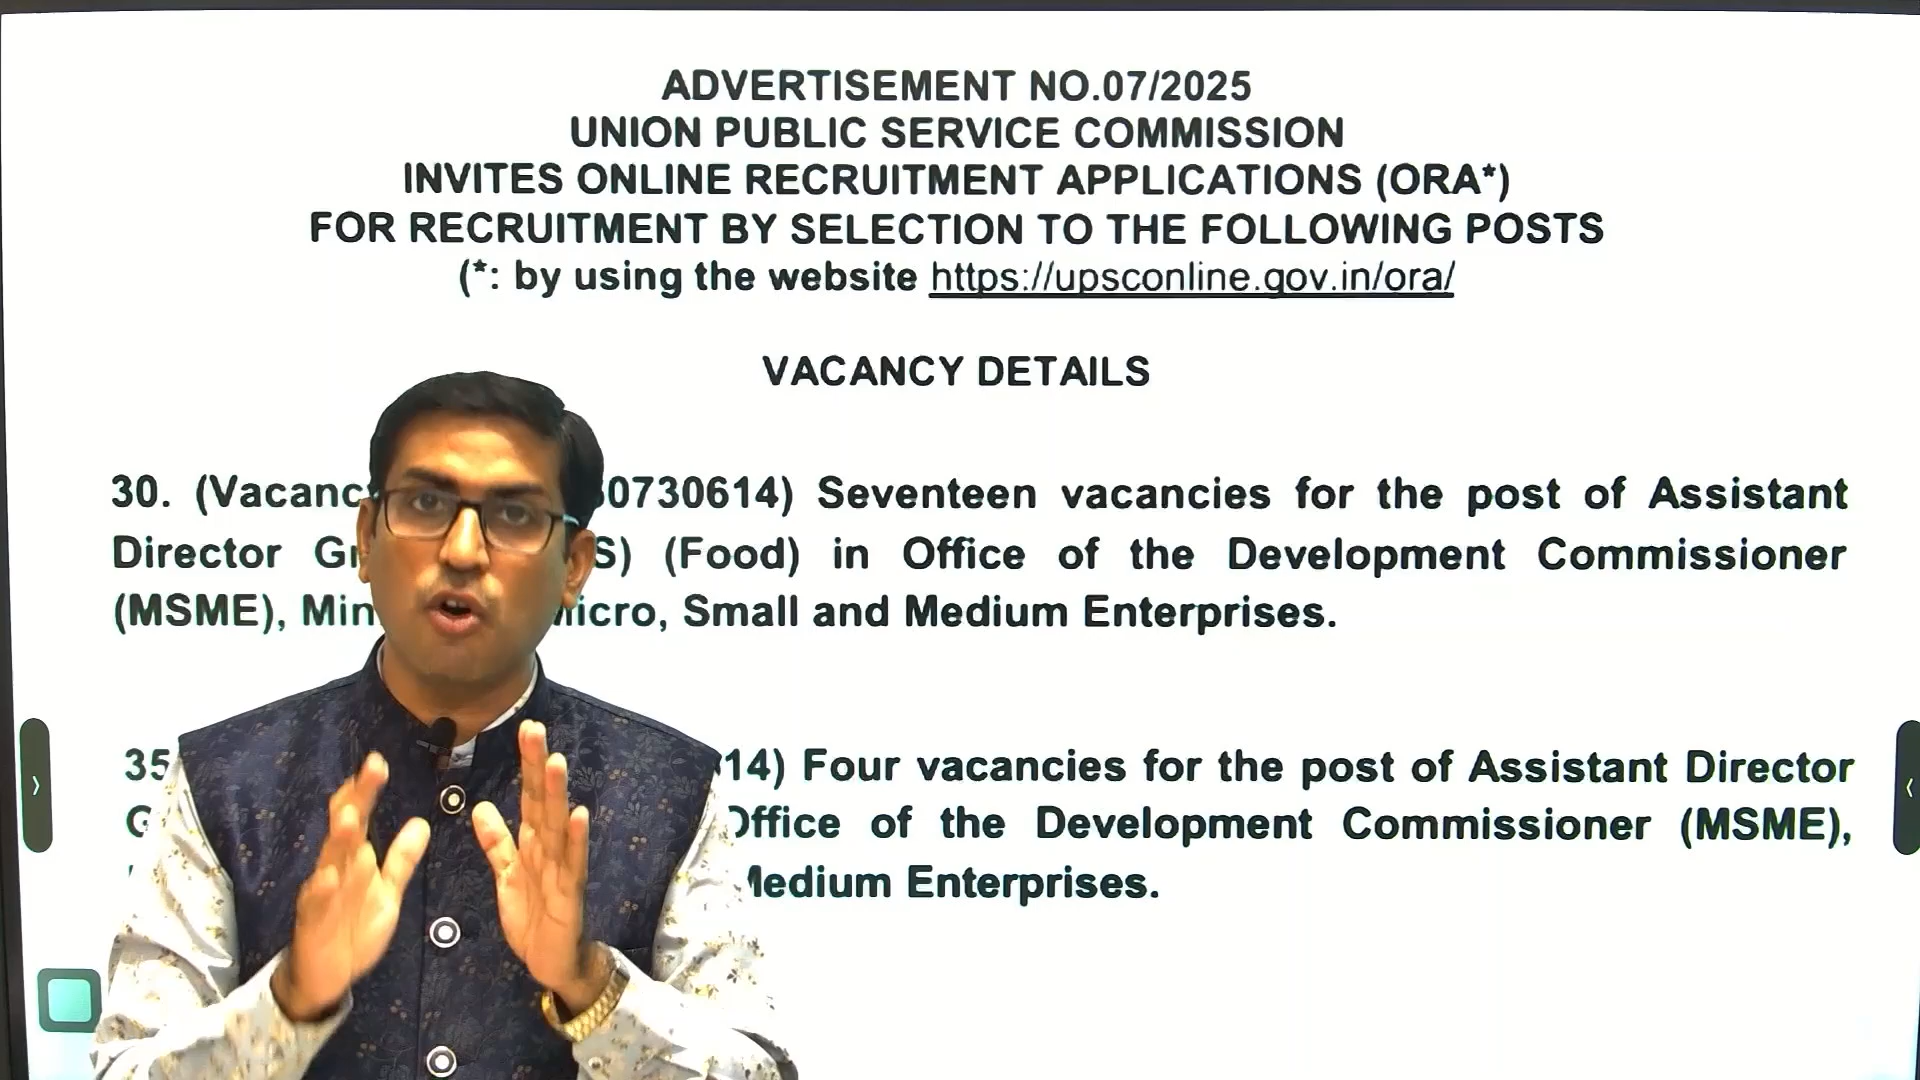 ADVERTISEMENT NO.07/2025
UNION PUBLIC SERVICE COMMISSION
INVITES ONLINE RECRUITMENT APPLICATIONS (ORA*)
FOR RECRUITMENT BY SELECTION TO THE FOLLOWING POSTS
(*: by using the website https://upsconline.gov.in/ora/
VACANCY DETAILS
30. (Vacancy 0730614) Seventeen vacancies for the post of Assistant
Director S) (Food) in Office of the Development Commissioner
(MSME), Micro, Small and Medium Enterprises.
35 14) Four vacancies for the post of Assistant Director
Office of the Development Commissioner (MSME),
Medium Enterprises.